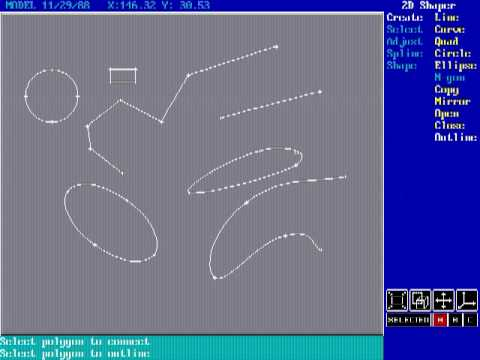 MODEL 11/29/88 X:146.32 Y: 30.53
2D Shaper
Create Line
Select Curve
Adjust Quad
Spline Circle
Shape Ellipse
N gon
Copy
Mirror
Open
Close
Outline
SELECTED H
Select polygon to connect
Select polygon to outline